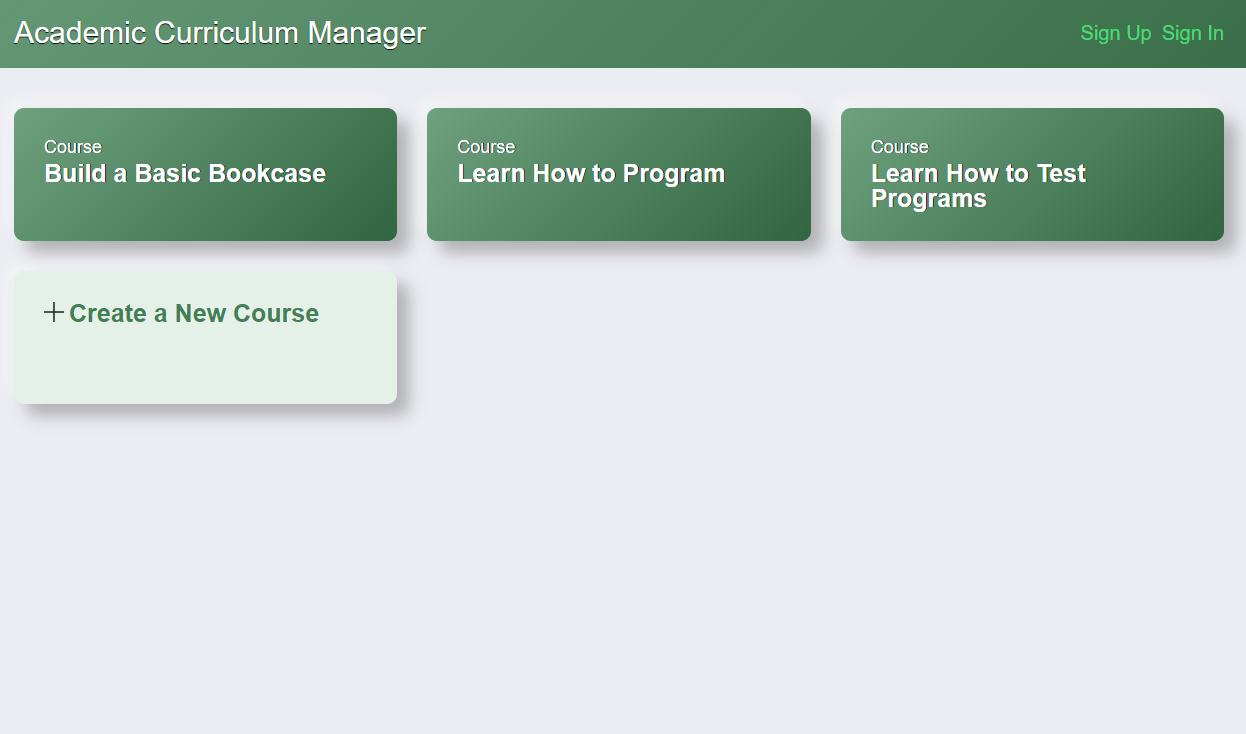 Academic Curriculum Manager
Sign Up Sign In
Course
Build a Basic Bookcase
Course
Learn How to Program
Course
Learn How to Test
Programs
Create a New Course